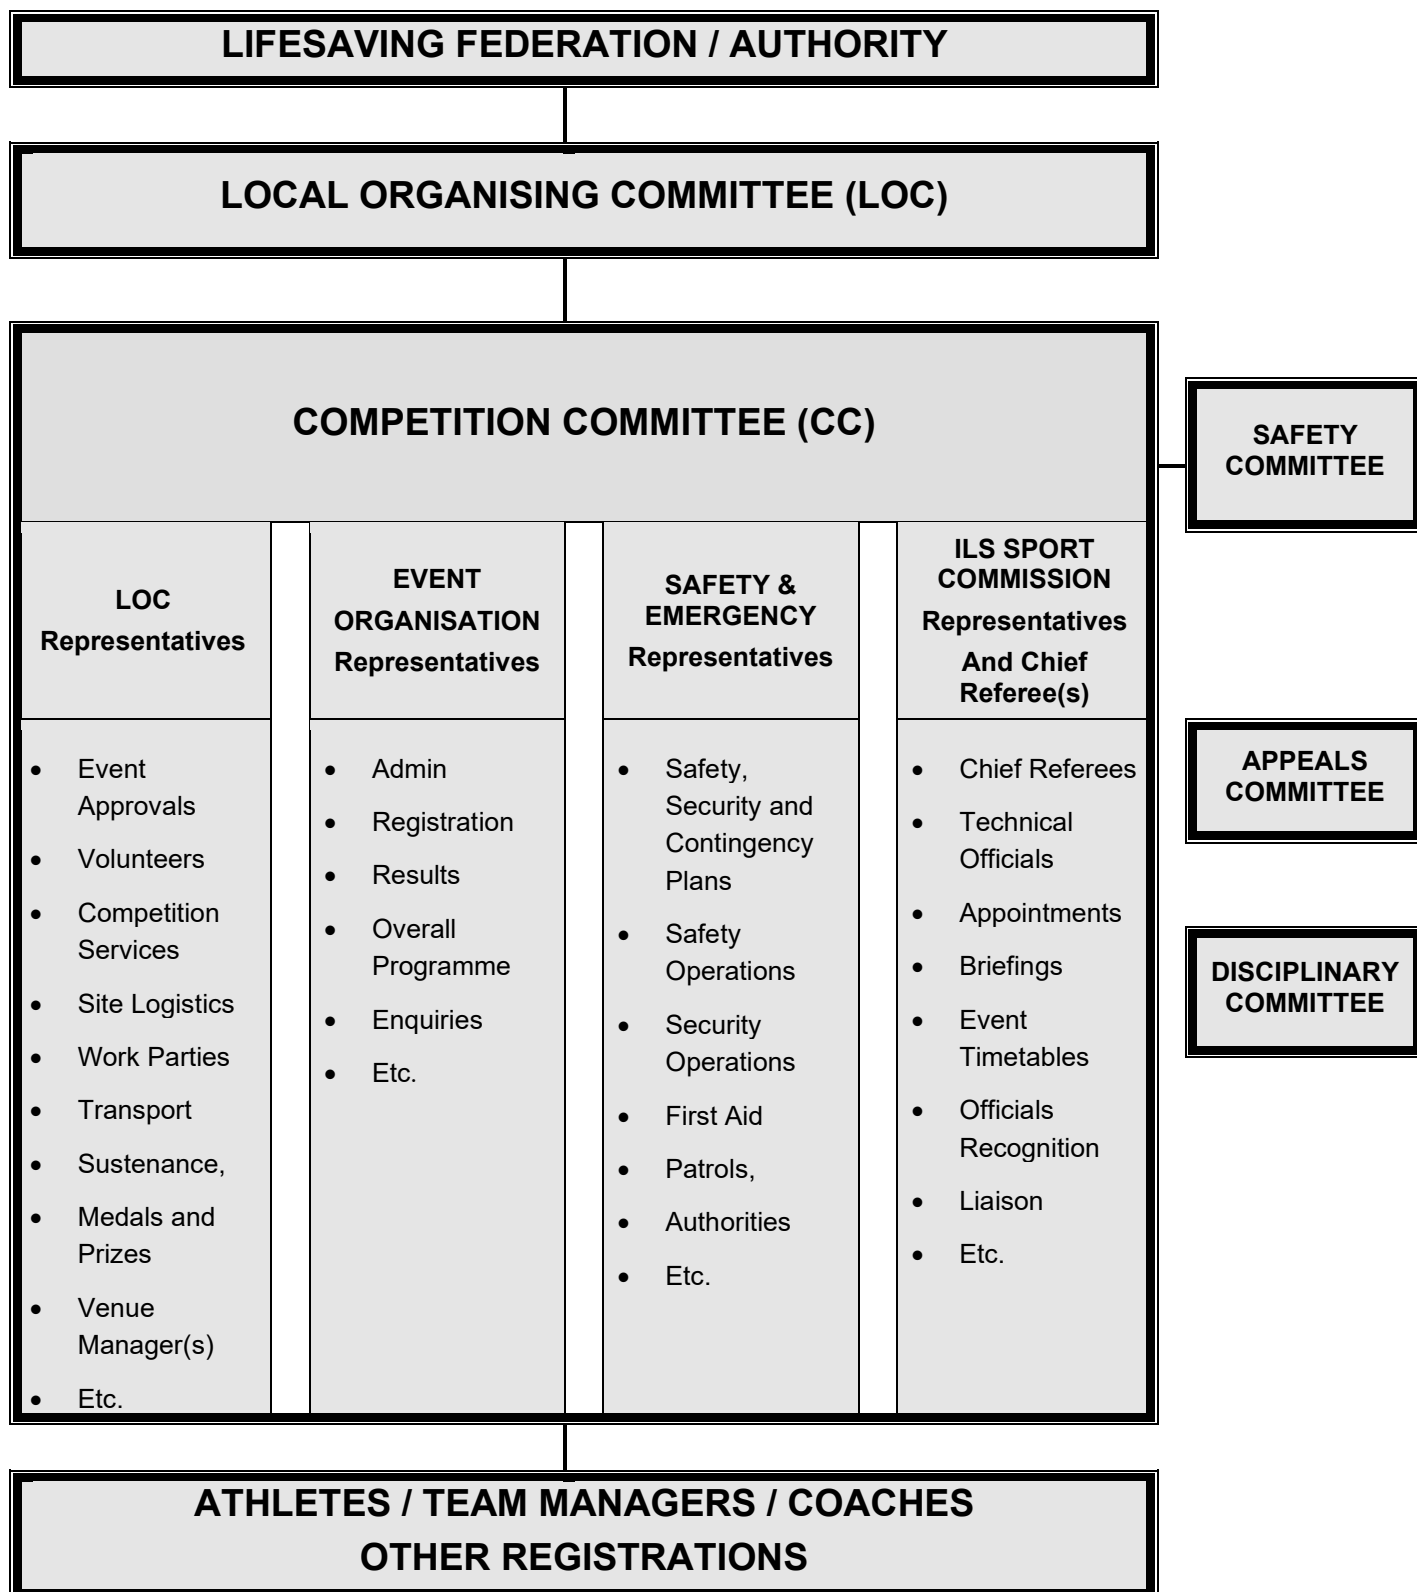 LIFESAVING FEDERATION / AUTHORITY
LOCAL ORGANISING COMMITTEE (LOC)
COMPETITION COMMITTEE (CC)
SAFETY
COMMITTEE
LOC
Representatives
EVENT
ORGANISATION
Representatives
SAFETY &
EMERGENCY
Representatives
ILS SPORT
COMMISSION
Representatives
And Chief
Referee(s)
• Event
Approvals
• Volunteers
• Competition
Services
• Site Logistics
• Work Parties
• Transport
• Sustenance,
• Medals and
Prizes
• Venue
Manager(s)
• Etc.
• Admin
• Registration
• Results
• Overall
Programme
• Enquiries
• Etc.
• Safety,
Security and
Contingency
Plans
• Safety
Operations
• Security
Operations
• First Aid
• Patrols,
• Authorities
• Etc.
• Chief Referees
• Technical
Officials
• Appointments
• Briefings
• Event
Timetables
• Officials
Recognition
• Liaison
• Etc.
APPEALS
COMMITTEE
DISCIPLINARY
COMMITTEE
ATHLETES / TEAM MANAGERS / COACHES
OTHER REGISTRATIONS